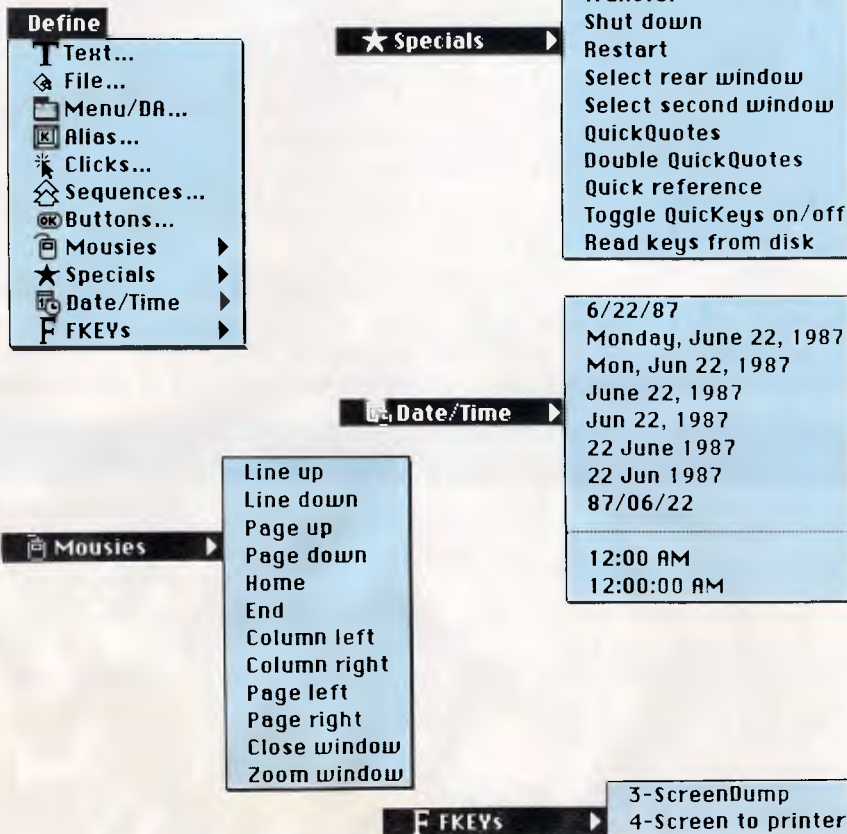 Define
Text...
File...
Menu/DA...
Alias...
Clicks...
Sequences...
OK Buttons...
Mousies
Specials
Date/Time
FKEYs
Specials
Shut down
Restart
Select rear window
Select second window
QuickQuotes
Double QuickQuotes
Quick reference
Toggle QuicKeys on/off
Read keys from disk
Date/Time
6/22/87
Monday, June 22, 1987
Mon, Jun 22, 1987
June 22, 1987
Jun 22, 1987
22 June 1987
22 Jun 1987
87/06/22
12:00 AM
12:00:00 AM
Mousies
Line up
Line down
Page up
Page down
Home
End
Column left
Column right
Page left
Page right
Close window
Zoom window
F FKEYs
3-ScreenDump
4-Screen to printer